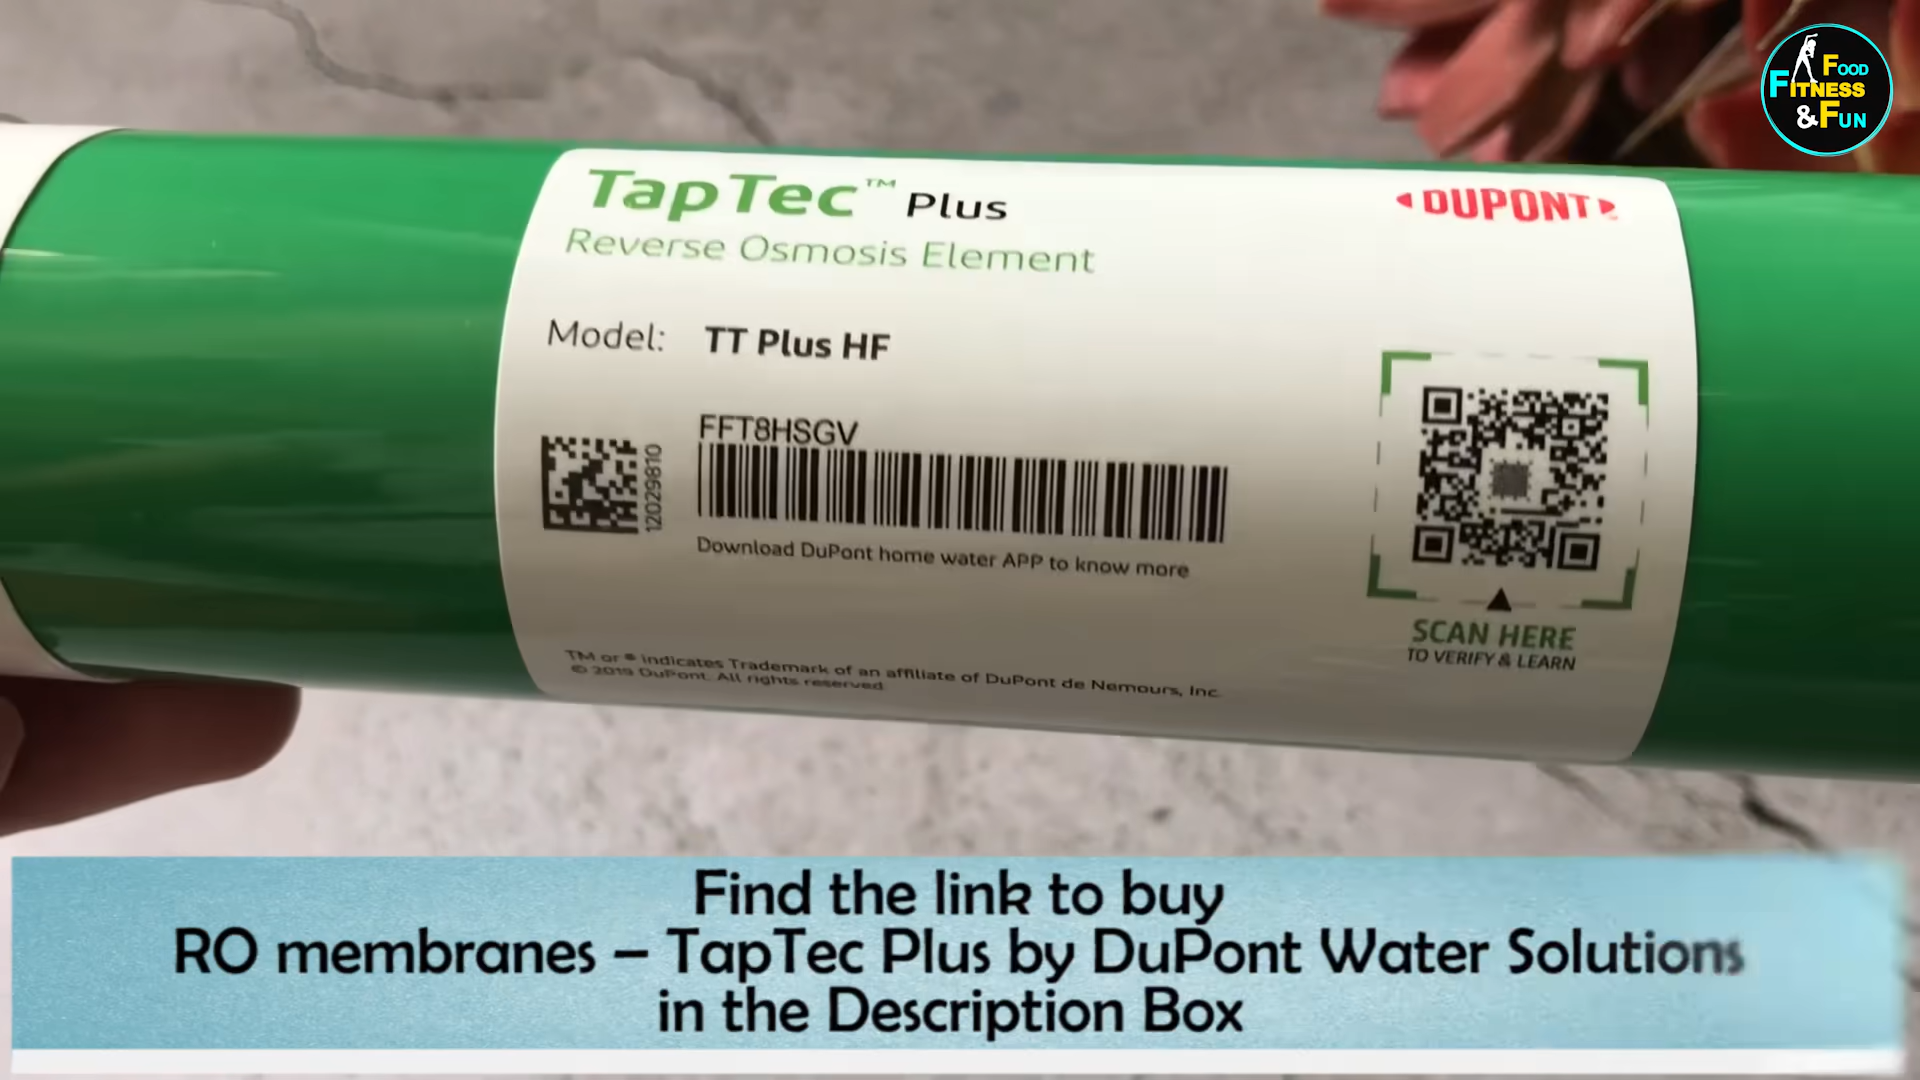 FOOD
FITNESS
&FUN
TapTec™ Plus
DUPONT
Reverse Osmosis Element
Model: TT Plus HF
FFT8HSGV
12029810
Download DuPont home water APP to know more
SCAN HERE
TO VERIFY & LEARN
TM or ® indicates Trademark of an affiliate of DuPont de Nemours, Inc.
© 2019 DuPont. All rights reserved.
Find the link to buy
RO membranes – TapTec Plus by DuPont Water Solutions
in the Description Box